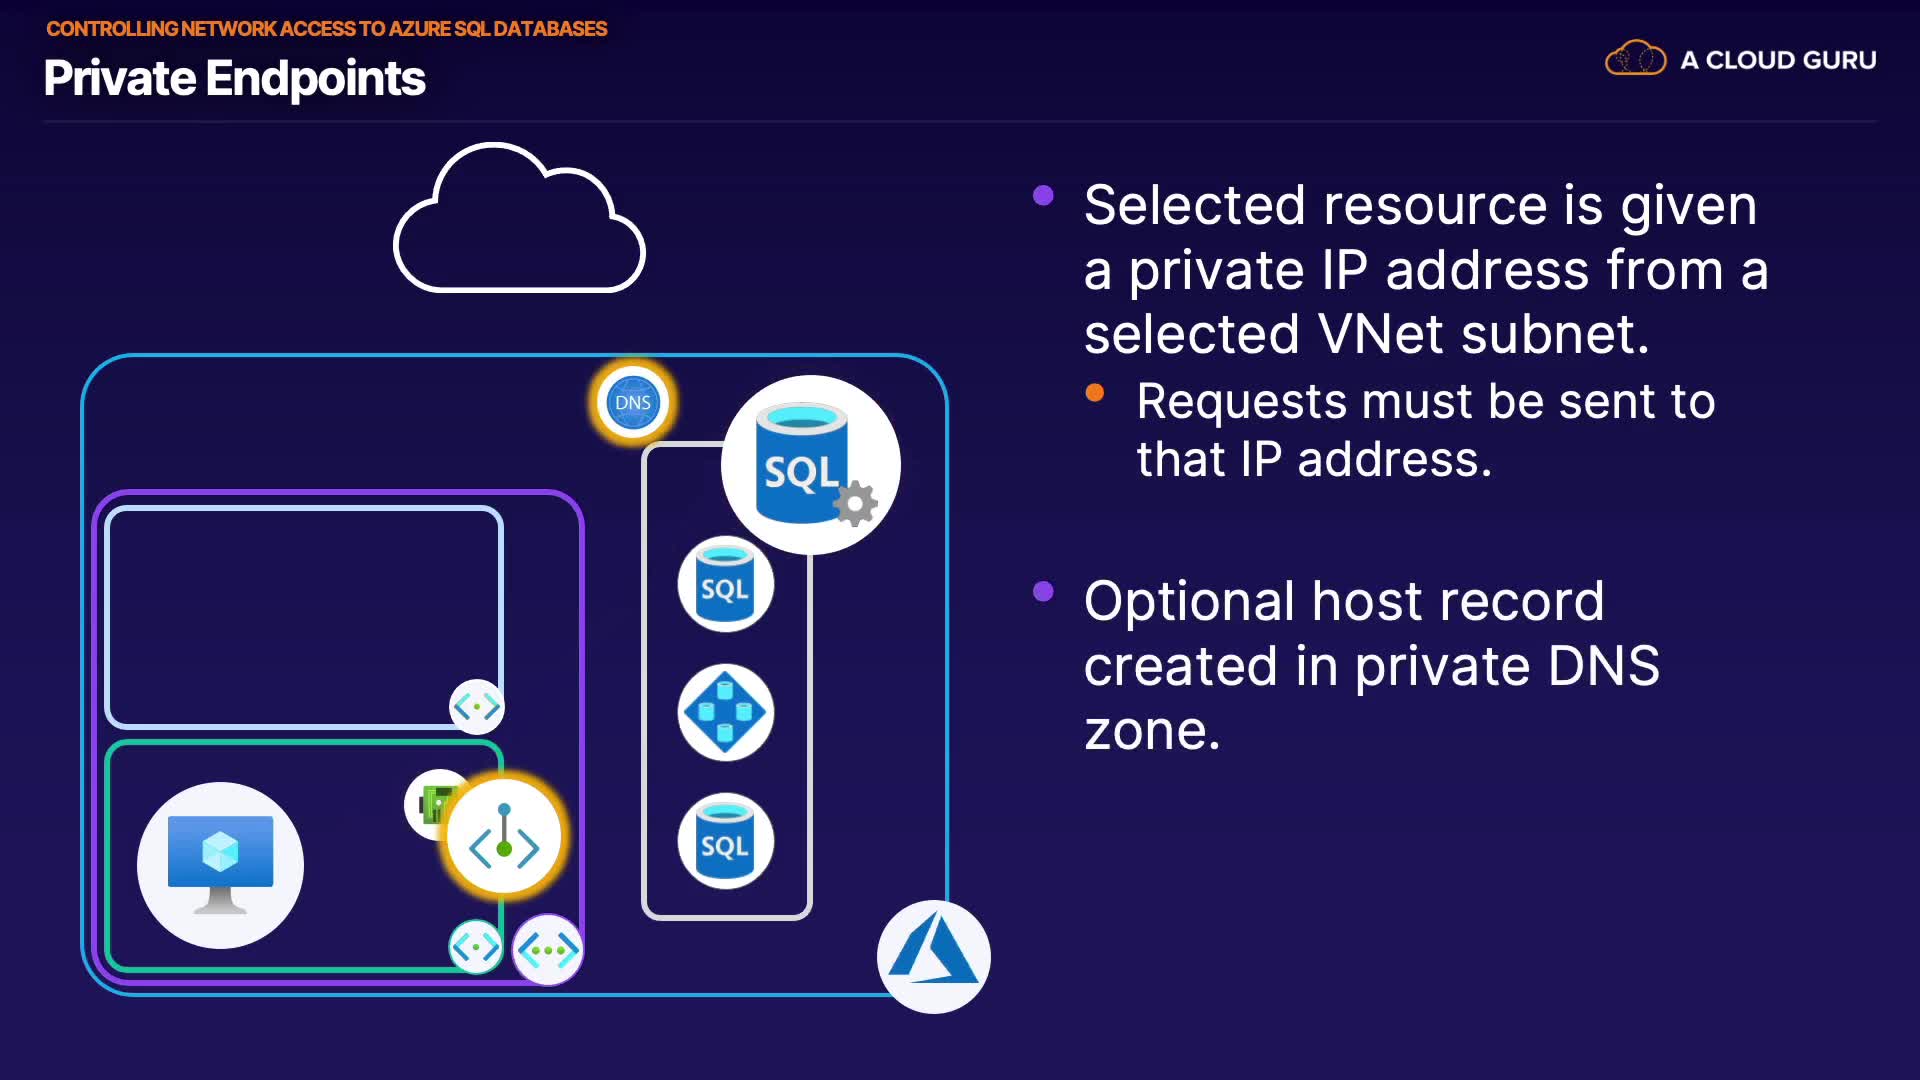 CONTROLLING NETWORK ACCESS TO AZURE SQL DATABASES
Private Endpoints
A CLOUD GURU
Selected resource is given
a private IP address from a
selected VNet subnet.
Requests must be sent to
that IP address.
Optional host record
created in private DNS
zone.
DNS
SQL
SQL
SQL